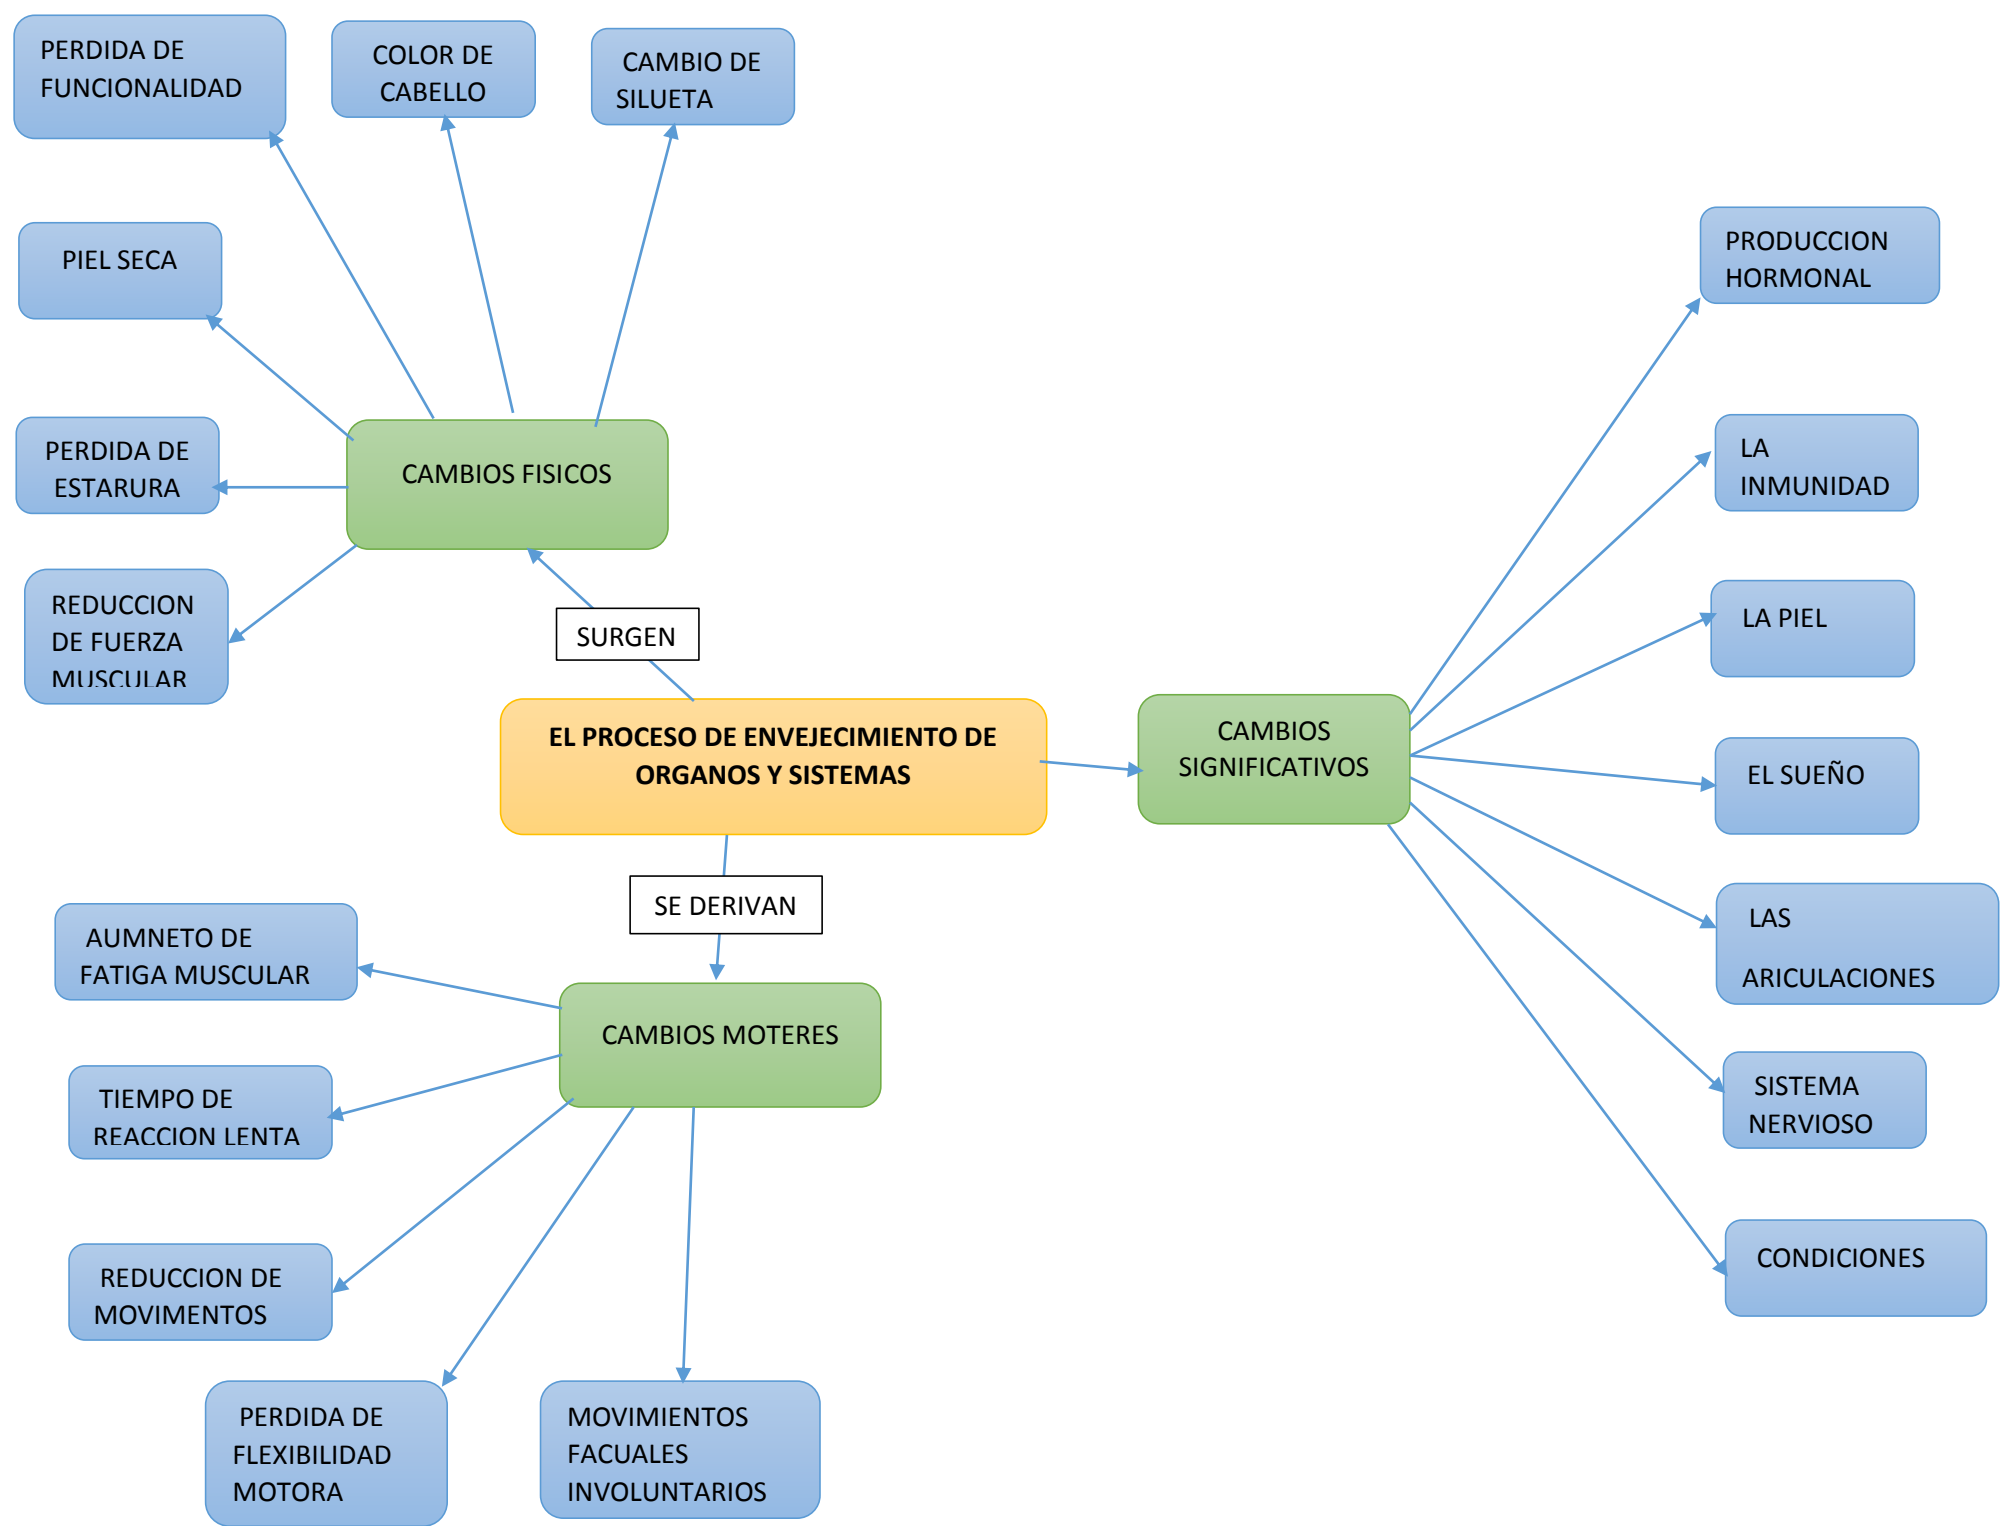 PERDIDA DE
FUNCIONALIDAD
COLOR DE
CABELLO
CAMBIO DE
SILUETA
PIEL SECA
PERDIDA DE
ESTARURA
REDUCCION
DE FUERZA
MUSCULAR
CAMBIOS FISICOS
SURGEN
EL PROCESO DE ENVEJECIMIENTO DE
ORGANOS Y SISTEMAS
CAMBIOS
SIGNIFICATIVOS
PRODUCCION
HORMONAL
LA
INMUNIDAD
LA PIEL
EL SUEÑO
LAS
ARICULACIONES
SISTEMA
NERVIOSO
CONDICIONES
SE DERIVAN
CAMBIOS MOTERES
AUMNETO DE
FATIGA MUSCULAR
TIEMPO DE
REACCION LENTA
REDUCCION DE
MOVIMENTOS
PERDIDA DE
FLEXIBILIDAD
MOTORA
MOVIMIENTOS
FACUALES
INVOLUNTARIOS